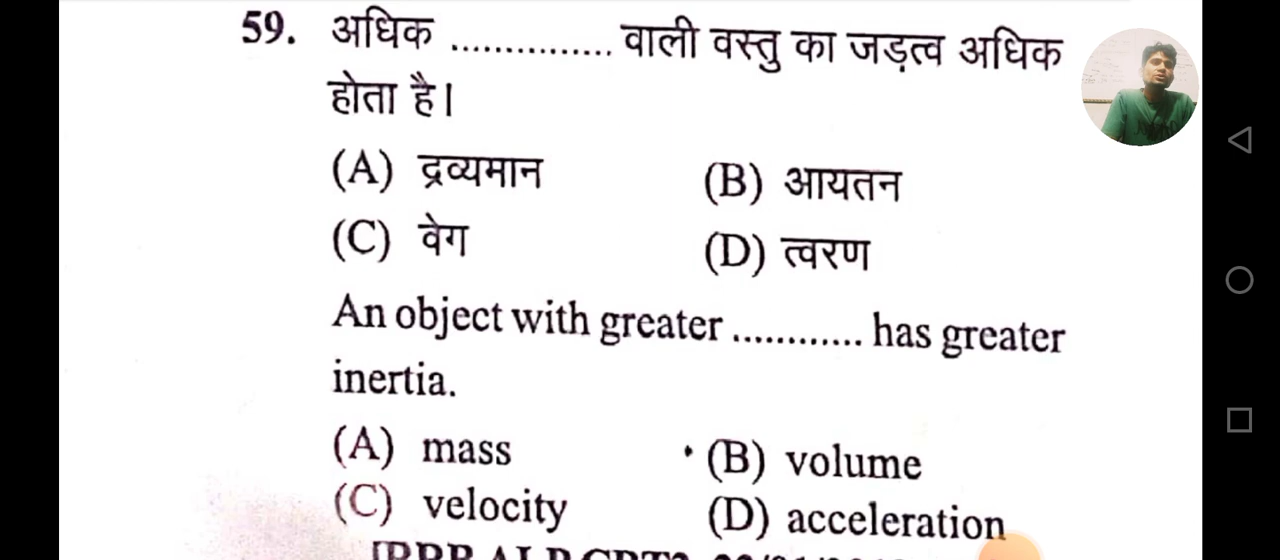 59. अधिक ............... वाली वस्तु का जड़त्व अधिक
होता है।
(A) द्रव्यमान (B) आयतन
(C) वेग (D) त्वरण
An object with greater ............ has greater
inertia.
(A) mass (B) volume
(C) velocity (D) acceleration